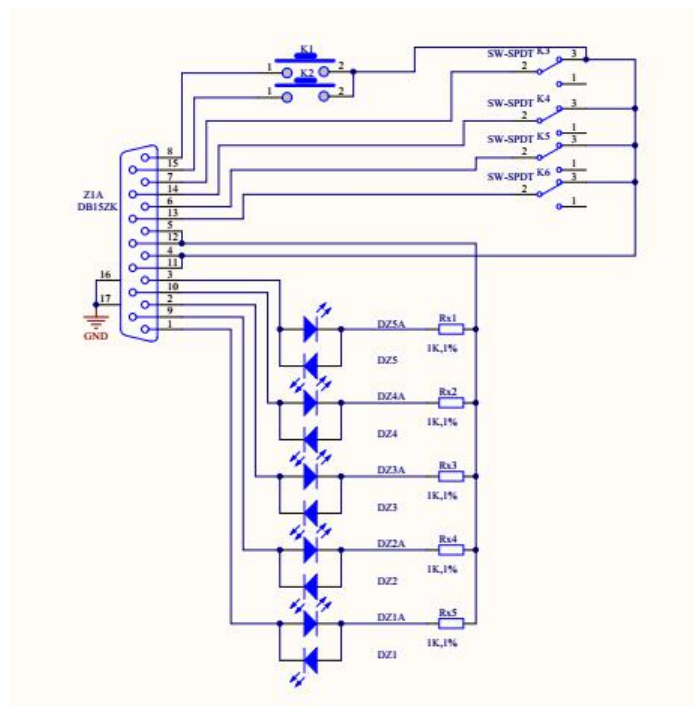 K1
1 2
K2
1 2
SW-SPDT K3
2 3
1
SW-SPDT K4
2 3
1
SW-SPDT K5
2 3
1
SW-SPDT K6
2 3
1
Z1A
DB15ZK
8
15
7
14
6
13
5
12
4
11
3
10
2
9
1
16
17
GND
DZ5A Rx1
1K,1%
DZ5
DZ4A Rx2
1K,1%
DZ4
DZ3A Rx3
1K,1%
DZ3
DZ2A Rx4
1K,1%
DZ2
DZ1A Rx5
1K,1%
DZ1